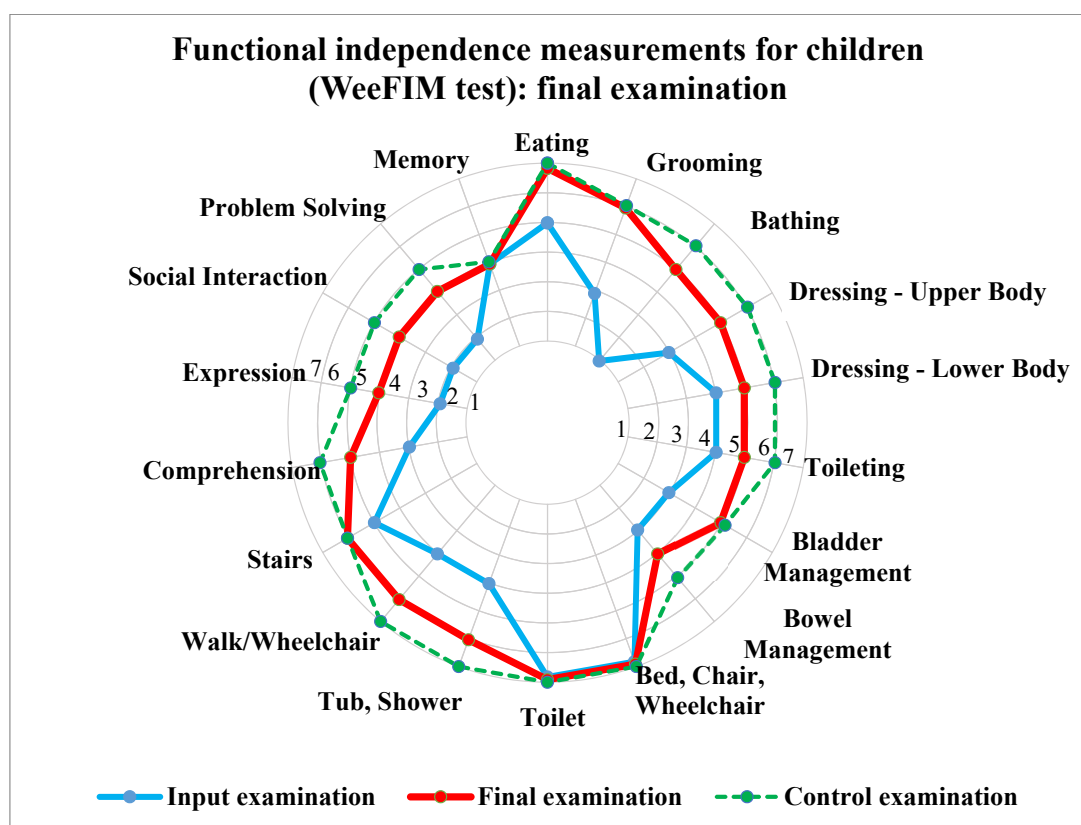 Functional independence measurements for children
(WeeFIM test): final examination
Eating
Grooming
Bathing
Dressing - Upper Body
Dressing - Lower Body
Toileting
Bladder
Management
Bowel
Management
Bed, Chair,
Wheelchair
Toilet
Tub, Shower
Walk/Wheelchair
Stairs
Comprehension
Expression
Social Interaction
Problem Solving
Memory
7 6 5 4 3 2 1
1 2 3 4 5 6 7
Input examination Final examination Control examination